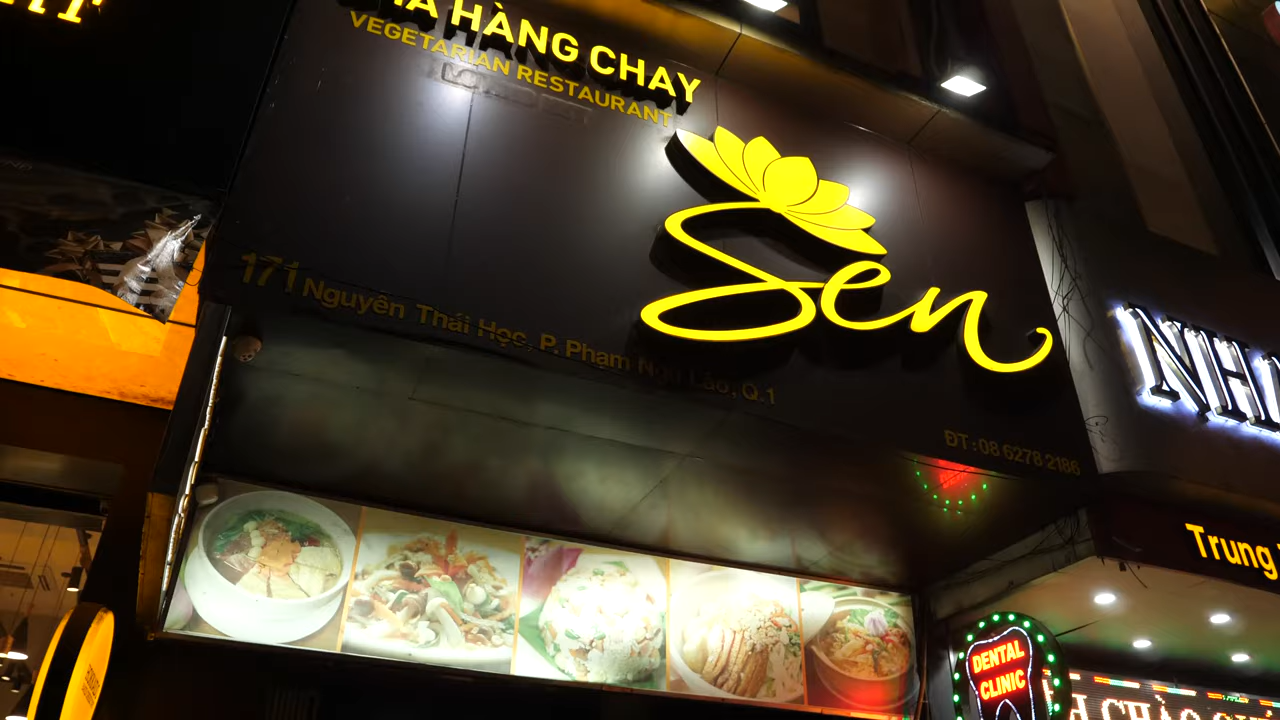 HÀNG CHAY
VEGETARIAN RESTAURANT
Sen
171 Nguyễn Thái Học, P. Phạm Ngũ Lão, Q.1
ĐT: 08 6278 2186
Trung
DENTAL
CLINIC
CHÀO